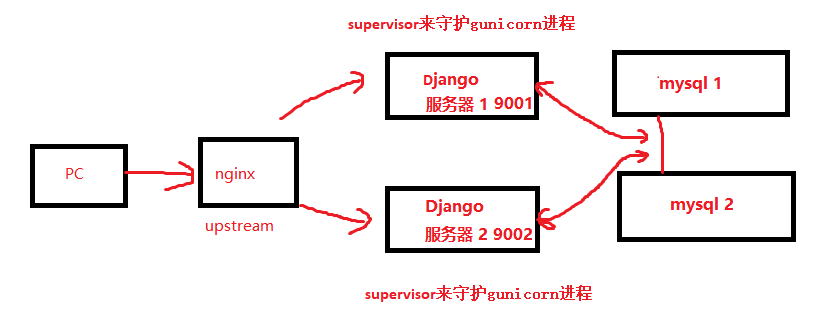 supervisor来守护gunicorn进程
Django
服务器 1 9001
mysql 1
PC
nginx
upstream
Django
服务器 2 9002
mysql 2
supervisor来守护gunicorn进程